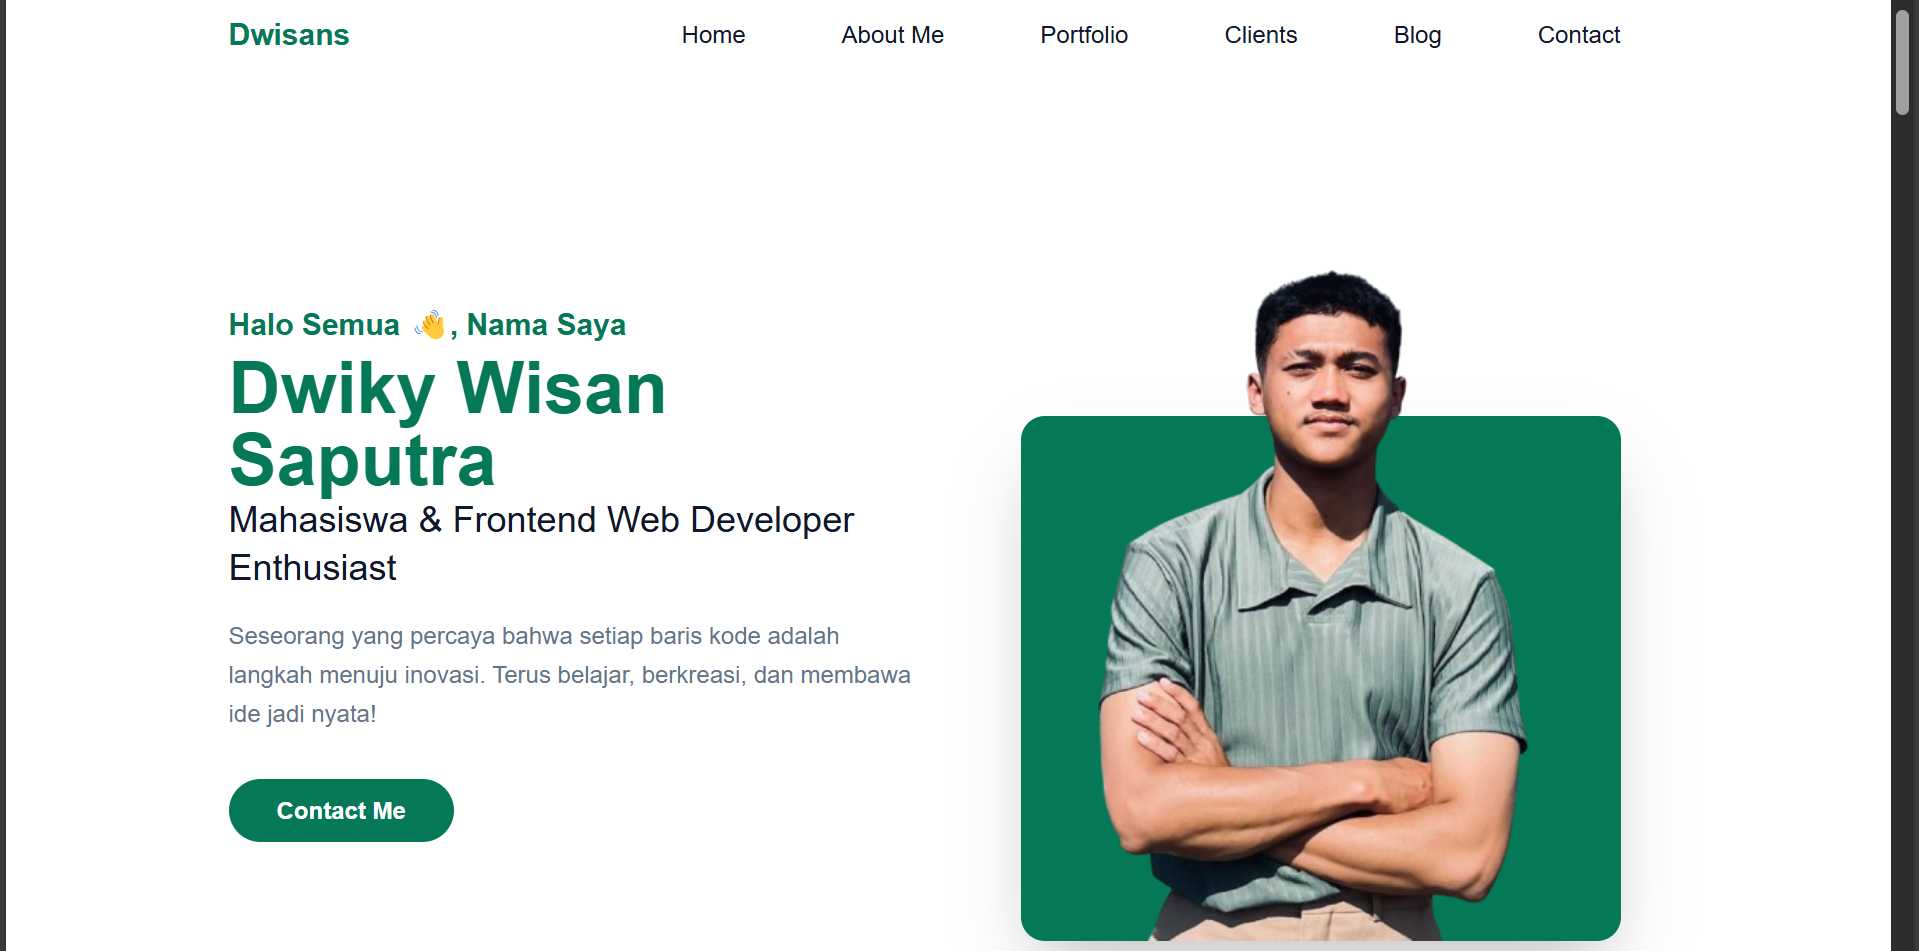 Dwisans
Home
About Me
Portfolio
Clients
Blog
Contact
Halo Semua 👋, Nama Saya
Dwiky Wisan
Saputra
Mahasiswa & Frontend Web Developer
Enthusiast
Seseorang yang percaya bahwa setiap baris kode adalah
langkah menuju inovasi. Terus belajar, berkreasi, dan membawa
ide jadi nyata!
Contact Me